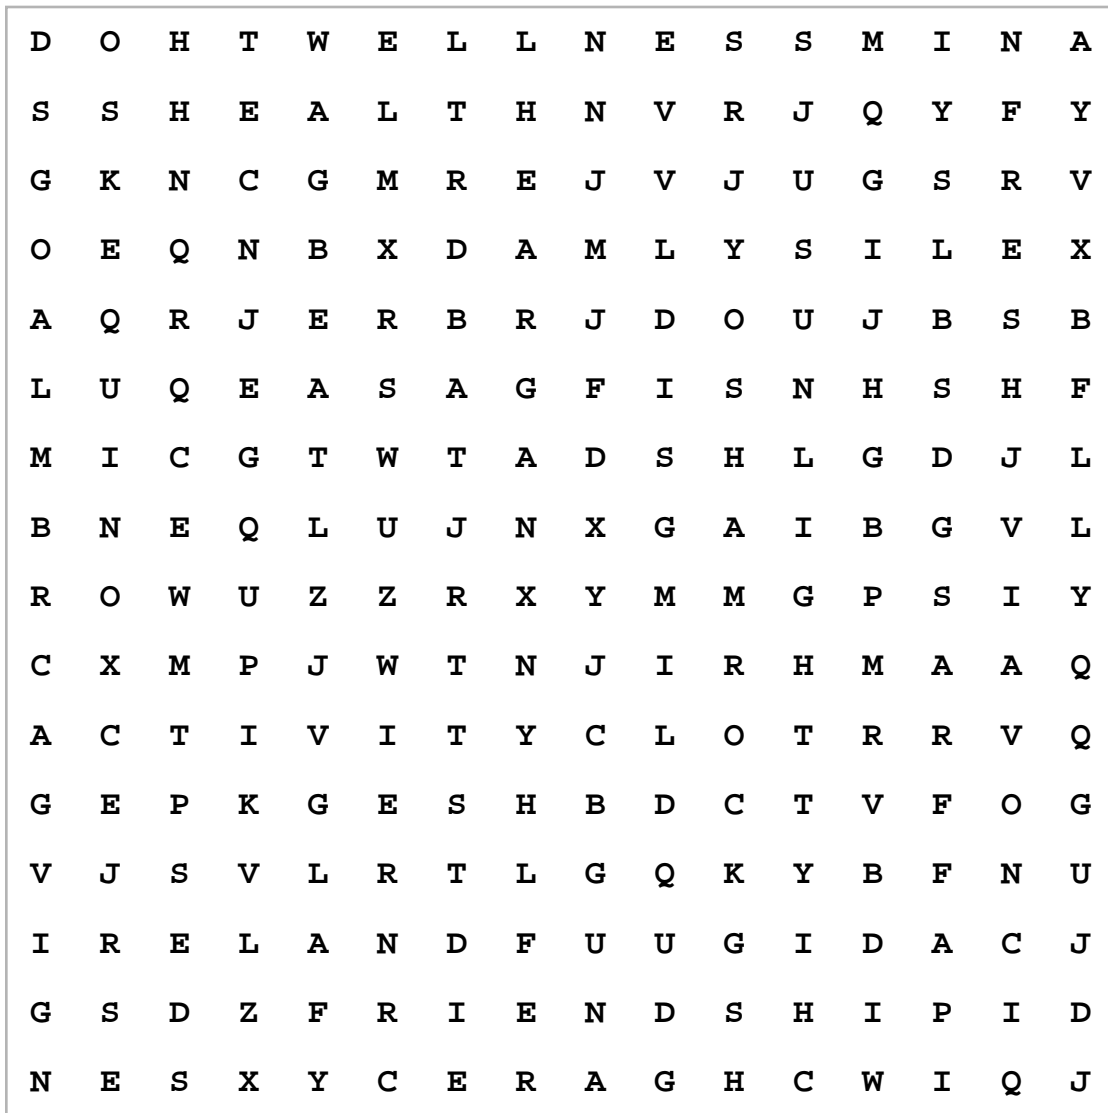 D O H T W E L L N E S S M I N A
S S H E A L T H N V R J Q Y F Y
G K N C G M R E J V J U G S R V
O E Q N B X D A M L Y S I L E X
A Q R J E R B R J D O U J B S B
L U Q E A S A G F I S N H S H F
M I C G T W T A D S H L G D J L
B N E Q L U J N X G A I B G V L
R O W U Z Z R X Y M M G P S I Y
C X M P J W T N J I R H M A A Q
A C T I V I T Y C L O T R R V Q
G E P K G E S H B D C T V F O G
V J S V L R T L G Q K Y B F N U
I R E L A N D F U U G I D A C J
G S D Z F R I E N D S H I P I D
N E S X Y C E R A G H C W I Q J